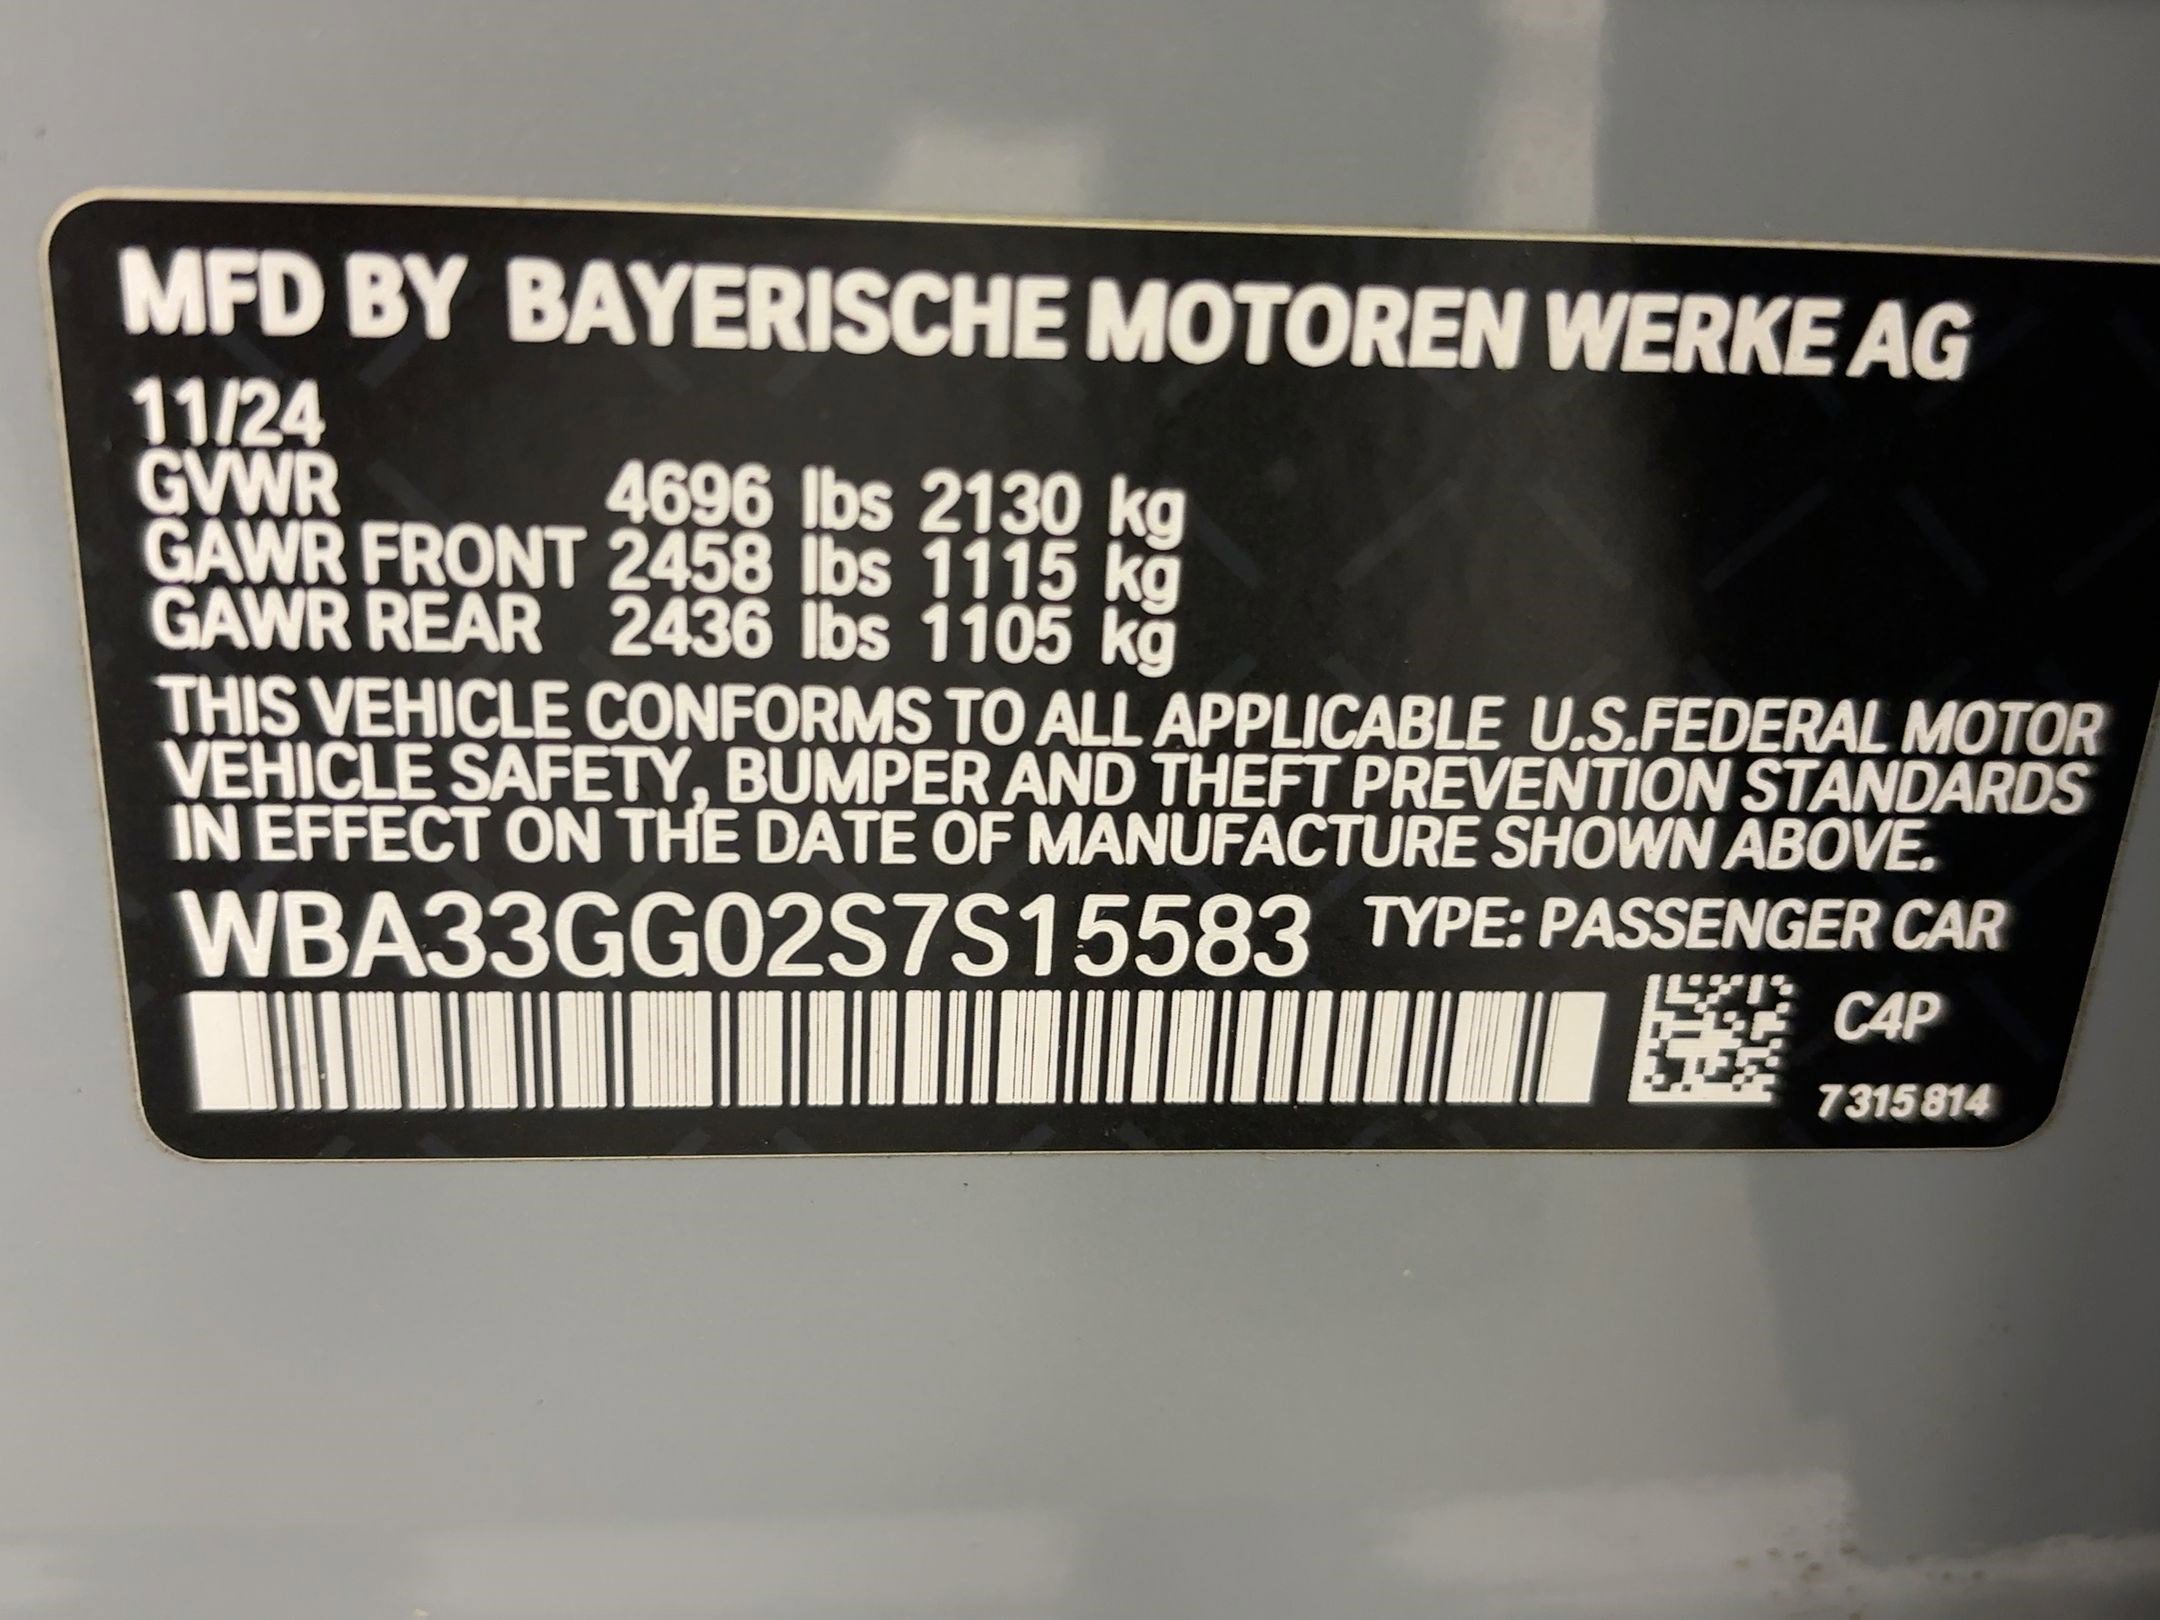 MFD BY BAYERISCHE MOTOREN WERKE AG
11/24
GVWR 4696 lbs 2130 kg
GAWR FRONT 2458 lbs 1115 kg
GAWR REAR 2436 lbs 1105 kg
THIS VEHICLE CONFORMS TO ALL APPLICABLE U.S.FEDERAL MOTOR
VEHICLE SAFETY, BUMPER AND THEFT PREVENTION STANDARDS
IN EFFECT ON THE DATE OF MANUFACTURE SHOWN ABOVE.
WBA33GG02S7S15583 TYPE: PASSENGER CAR
C4P
7 315 814